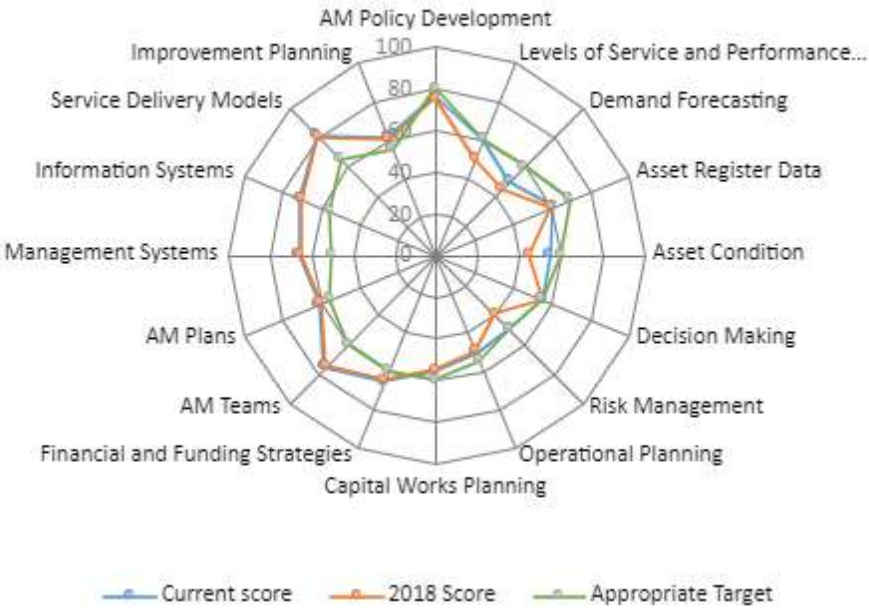 AM Policy Development
Improvement Planning
100
Levels of Service and Performance...
Service Delivery Models
80
Demand Forecasting
60
Information Systems
40
Asset Register Data
20
Management Systems
0
Asset Condition
AM Plans
Decision Making
AM Teams
Risk Management
Financial and Funding Strategies
Operational Planning
Capital Works Planning
Current score
2018 Score
Appropriate Target